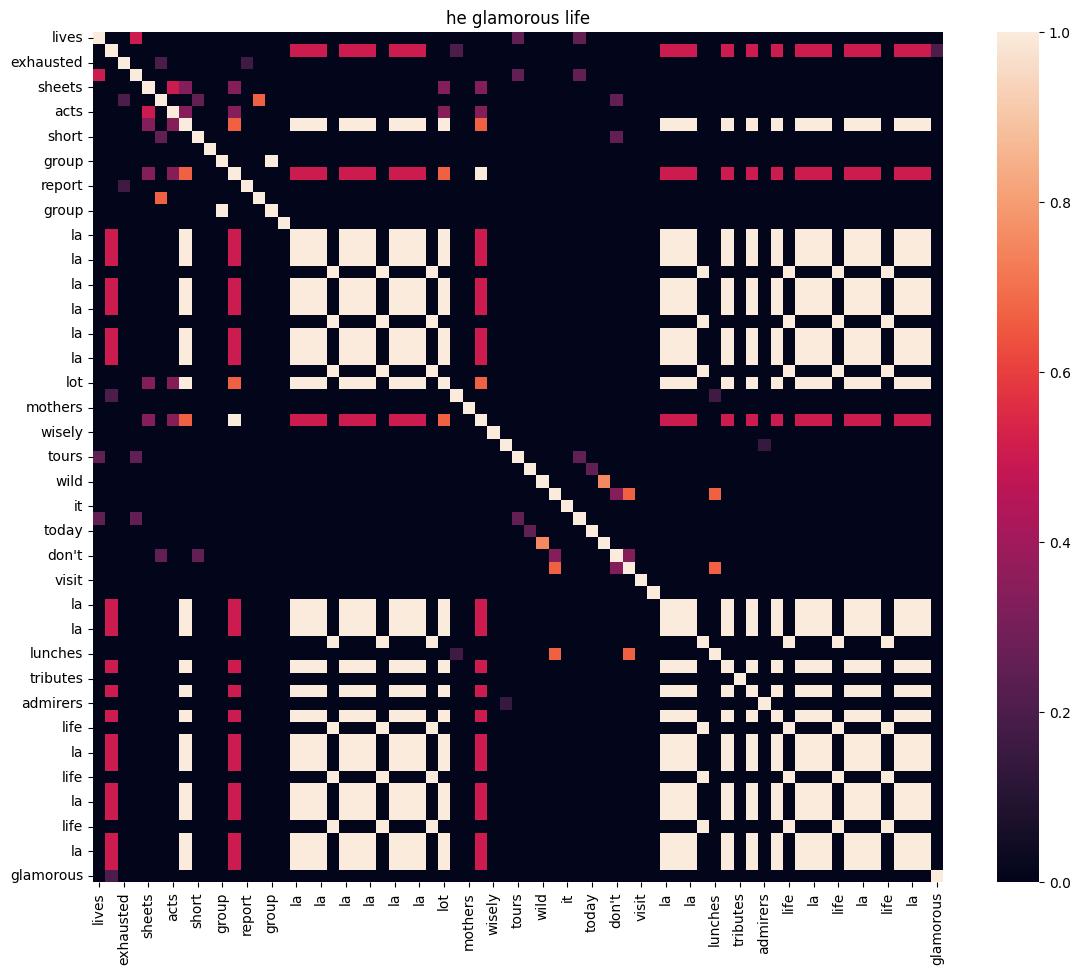 he glamorous life
lives
exhausted
sheets
acts
short
group
report
group
la
la
la
la
la
la
lot
mothers
wisely
tours
wild
it
today
don't
visit
la
la
lunches
tributes
admirers
life
la
life
la
life
la
glamorous
lives
exhausted
sheets
acts
short
group
report
group
la
la
la
la
la
la
lot
mothers
wisely
tours
wild
it
today
don't
visit
la
la
lunches
tributes
admirers
life
la
life
la
life
la
glamorous
1.0
0.8
0.6
0.4
0.2
0.0